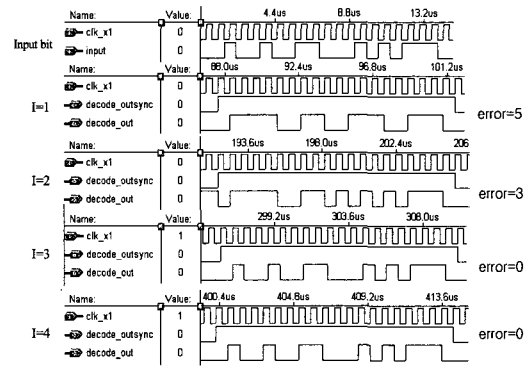 Name: Value: 4.4us 8.8us 13.2us
Input bit
clk_x1 0
input 0
Name: Value: 88.0us 92.4us 96.8us 101.2us
I=1
clk_x1 0
decode_outsync 0
decode_out 0
error=5
Name: Value: 193.6us 198.0us 202.4us 206
I=2
clk_x1 0
decode_outsync 0
decode_out 0
error=3
Name: Value: 299.2us 303.6us 308.0us
I=3
clk_x1 1
decode_outsync 0
decode_out 0
error=0
Name: Value: 400.4us 404.8us 409.2us 413.6us
I=4
clk_x1 1
decode_outsync 0
decode_out 0
error=0